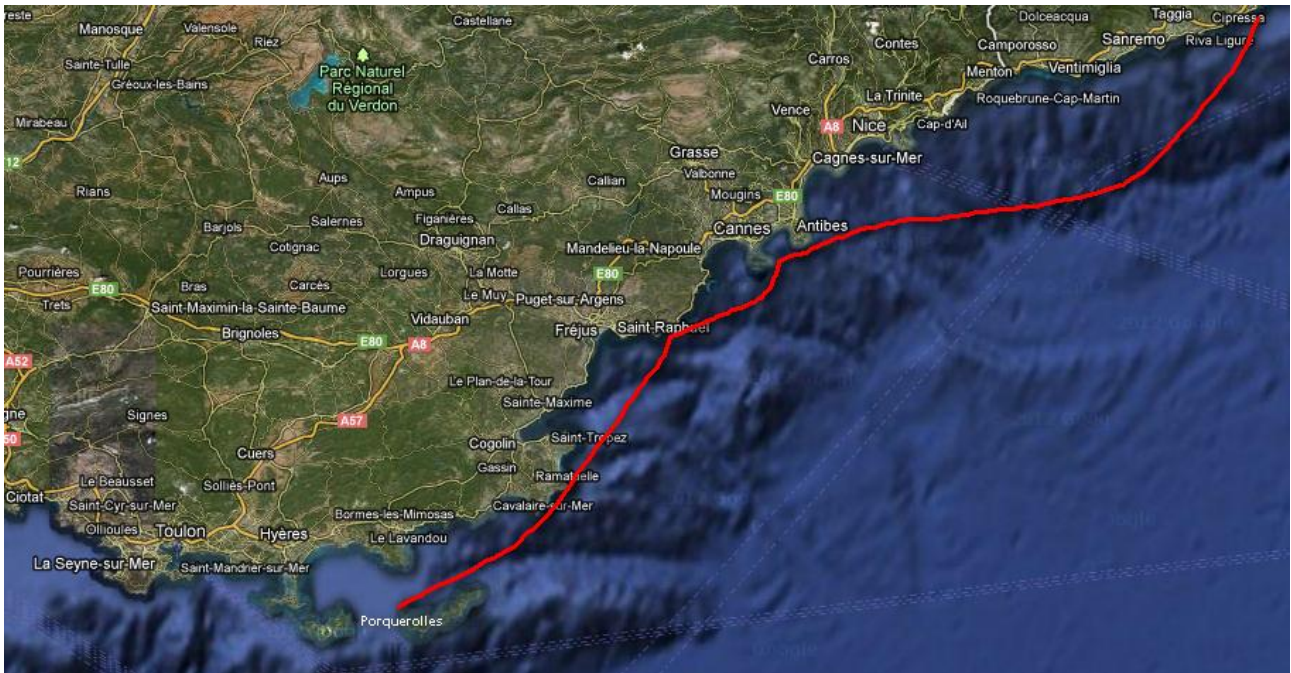 Manosque
Valensole
Riez
Castellane
Dolceacqua
Taggia
Cipressa
Sainte-Tulle
Gréoux-les-Bains
Parc Naturel
Régional
du Verdon
Carros
Contes
Camporosso
Sanremo
Riva Ligure
Menton
Ventimiglia
Mirabeau
Vence
La Trinite
Roquebrune-Cap-Martin
A8
Nice
Cap-d'Ail
12
Grasse
Cagnes-sur-Mer
Rians
Aups
Ampus
Callian
Valbonne
Mougins
E80
Barjols
Salernes
Figanières
Callas
Cannes
Antibes
Cotignac
Draguignan
Mandelieu-la Napoule
Pourrières
Lorgues
La Motte
E80
E80
Bras
Carcès
Le Muy
Puget-sur-Argens
Trets
Saint-Maximin-la-Sainte-Baume
Vidauban
Brignoles
Fréjus
Saint-Raphael
E80
A8
A52
Le Plan-de-la-Tour
Sainte-Maxime
Signes
A57
50
Cogolin
Saint-Tropez
Cuers
Gassin
Ramatuelle
Le Beausset
Solliès-Pont
Ciotat
Saint-Cyr-sur-Mer
Bormes-les-Mimosas
Cavalaire-sur-Mer
Ollioules
Toulon
Hyères
Le Lavandou
La Seyne-sur-Mer
Saint-Mandrier-sur-Mer
Porquerolles